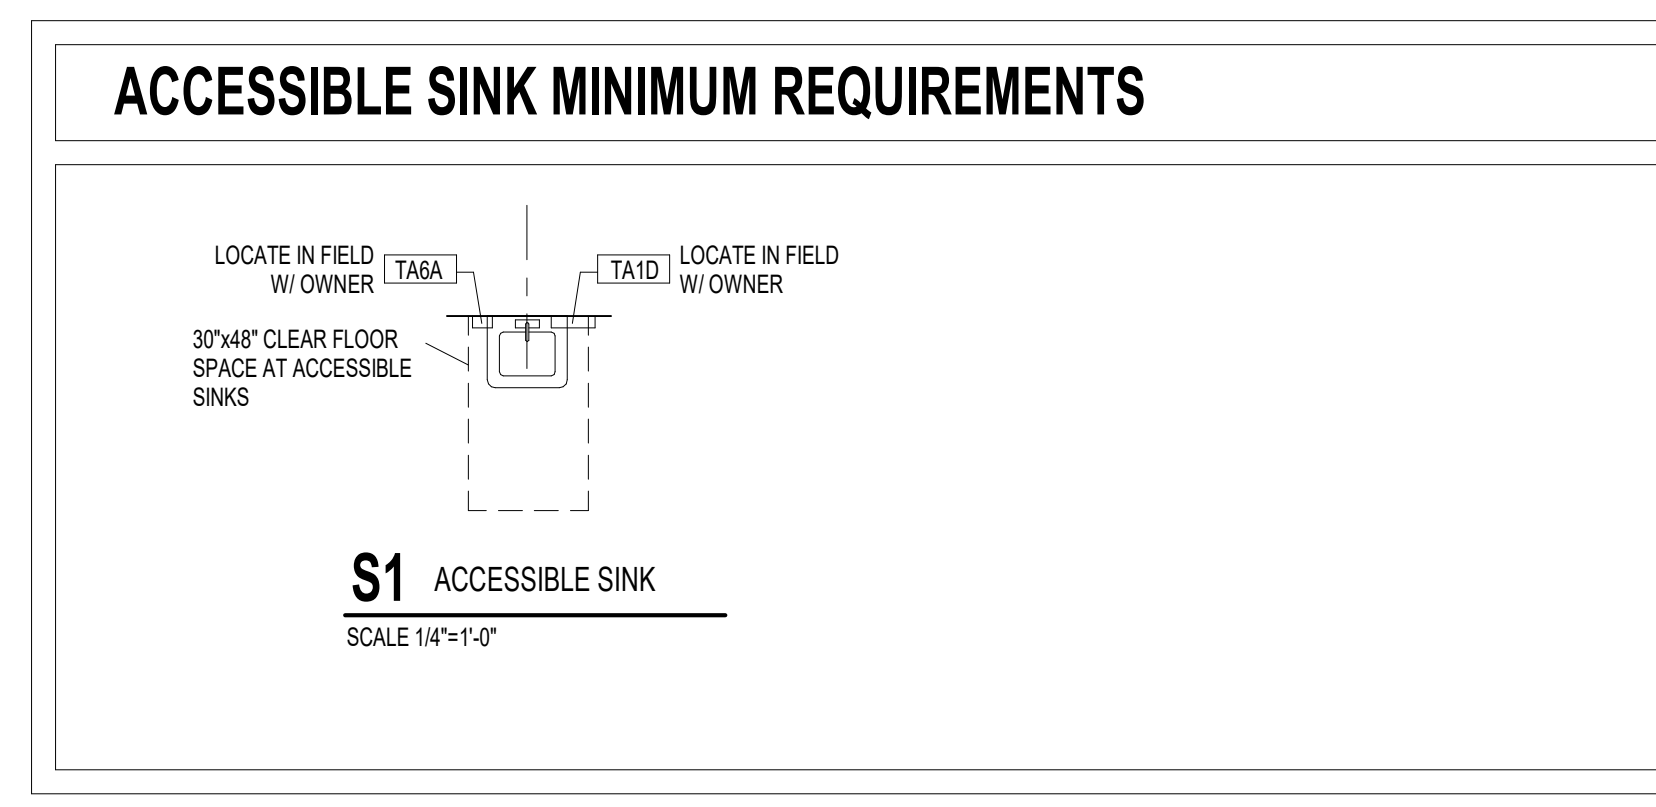 ACCESSIBLE SINK MINIMUM REQUIREMENTS
LOCATE IN FIELD
W/ OWNER
TA6A
TA1D
LOCATE IN FIELD
W/ OWNER
30"x48" CLEAR FLOOR
SPACE AT ACCESSIBLE
SINKS
S1 ACCESSIBLE SINK
SCALE 1/4"=1'-0"